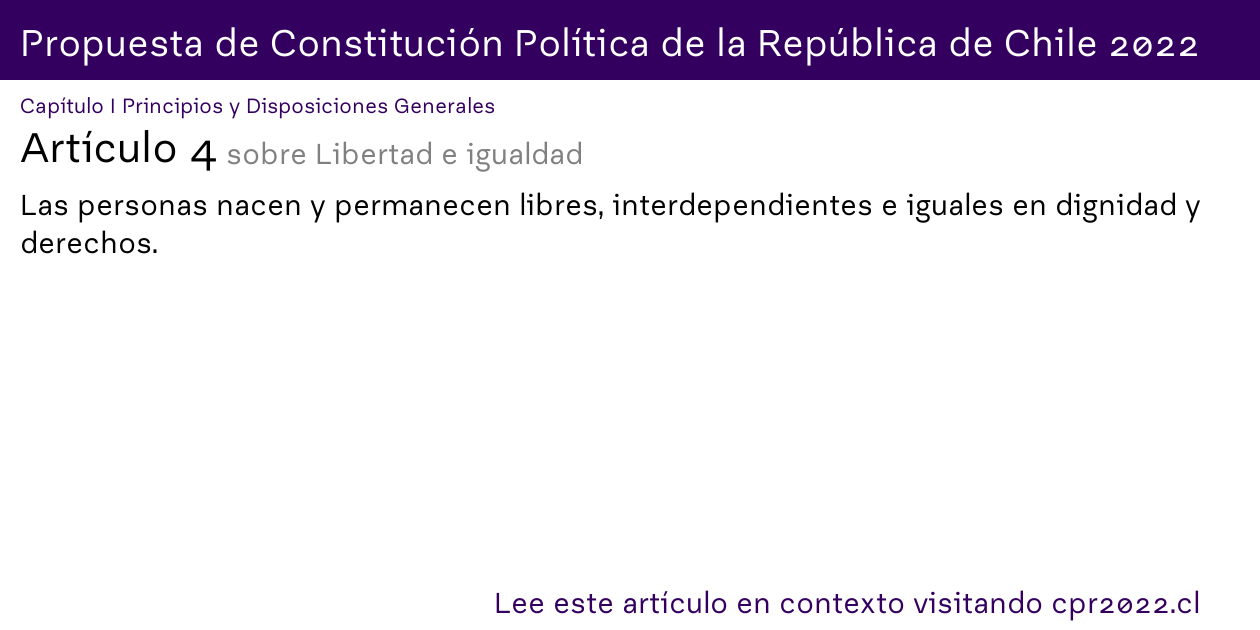 Propuesta de Constitución Política de la República de Chile 2022
Capítulo I Principios y Disposiciones Generales
Artículo 4 sobre Libertad e igualdad
Las personas nacen y permanecen libres, interdependientes e iguales en dignidad y
derechos.
Lee este artículo en contexto visitando cpr2022.cl